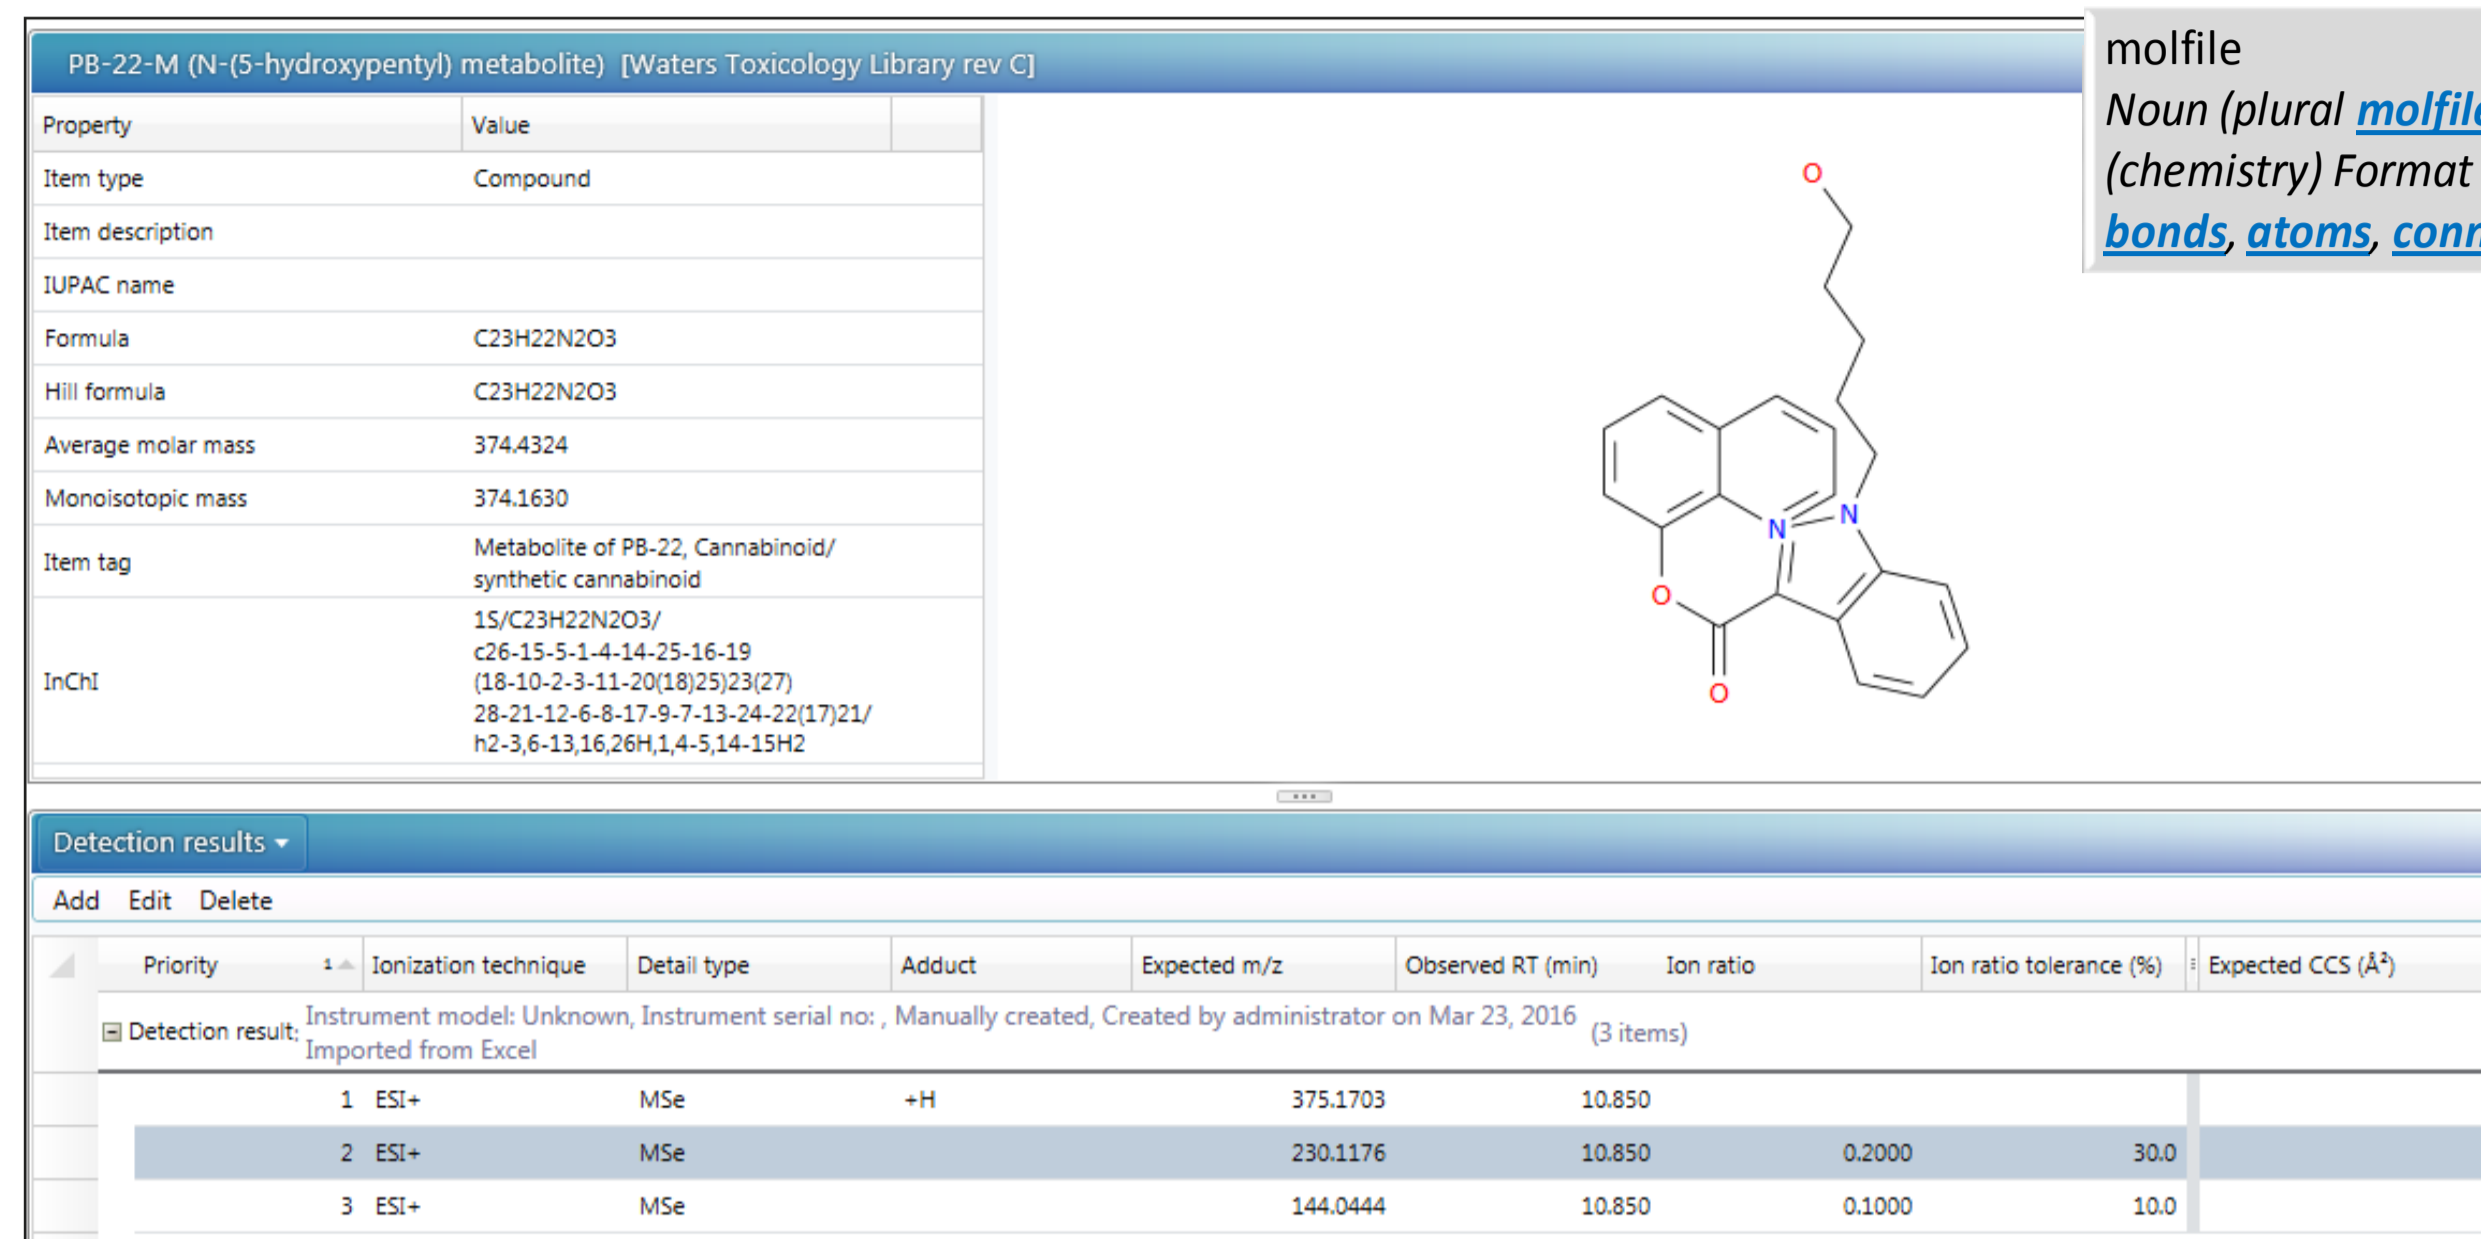 PB-22-M (N-(5-hydroxypentyl) metabolite) [Waters Toxicology Library rev C]
molfile
Noun (plural molfile
(chemistry) Format
bonds, atoms, conn
Property Value
Item type Compound
Item description
IUPAC name
Formula C23H22N2O3
Hill formula C23H22N2O3
Average molar mass 374.4324
Monoisotopic mass 374.1630
Item tag Metabolite of PB-22, Cannabinoid/
synthetic cannabinoid
InChI 1S/C23H22N2O3/
c26-15-5-1-4-14-25-16-19
(18-10-2-3-11-20(18)25)23(27)
28-21-12-6-8-17-9-7-13-24-22(17)21/
h2-3,6-13,16,26H,1,4-5,14-15H2
O
N
N
O
O
Detection results
Add Edit Delete
Priority 1 Ionization technique Detail type Adduct Expected m/z Observed RT (min) Ion ratio Ion ratio tolerance (%) Expected CCS (Å²)
Detection result: Instrument model: Unknown, Instrument serial no: , Manually created, Created by administrator on Mar 23, 2016 (3 items)
Imported from Excel
1 ESI+ MSe +H 375.1703 10.850
2 ESI+ MSe 230.1176 10.850 0.2000 30.0
3 ESI+ MSe 144.0444 10.850 0.1000 10.0